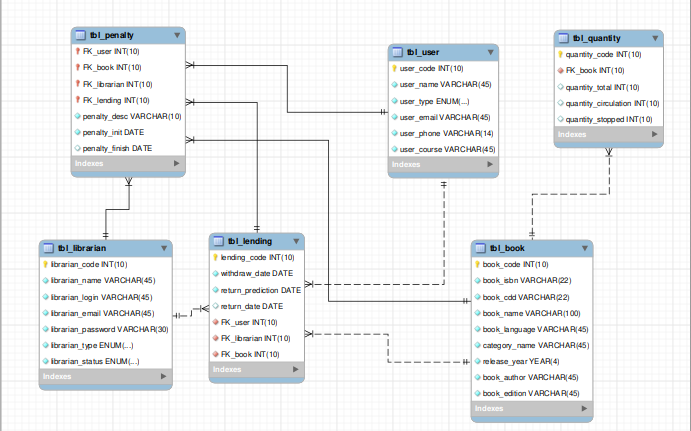 tbl_penalty
FK_user INT(10)
FK_book INT(10)
FK_librarian INT(10)
FK_lending INT(10)
penalty_desc VARCHAR(10)
penalty_init DATE
penalty_finish DATE
Indexes
tbl_user
user_code INT(10)
user_name VARCHAR(45)
user_type ENUM(...)
user_email VARCHAR(45)
user_phone VARCHAR(14)
user_course VARCHAR(45)
Indexes
tbl_quantity
quantity_code INT(10)
FK_book INT(10)
quantity_total INT(10)
quantity_circulation INT(10)
quantity_stopped INT(10)
Indexes
tbl_librarian
librarian_code INT(10)
librarian_name VARCHAR(45)
librarian_login VARCHAR(45)
librarian_email VARCHAR(45)
librarian_password VARCHAR(30)
librarian_type ENUM(...)
librarian_status ENUM(...)
Indexes
tbl_lending
lending_code INT(10)
withdraw_date DATE
return_prediction DATE
return_date DATE
FK_user INT(10)
FK_librarian INT(10)
FK_book INT(10)
Indexes
tbl_book
book_code INT(10)
book_isbn VARCHAR(22)
book_cdd VARCHAR(22)
book_name VARCHAR(100)
book_language VARCHAR(45)
category_name VARCHAR(45)
release_year YEAR(4)
book_author VARCHAR(45)
book_edition VARCHAR(45)
Indexes